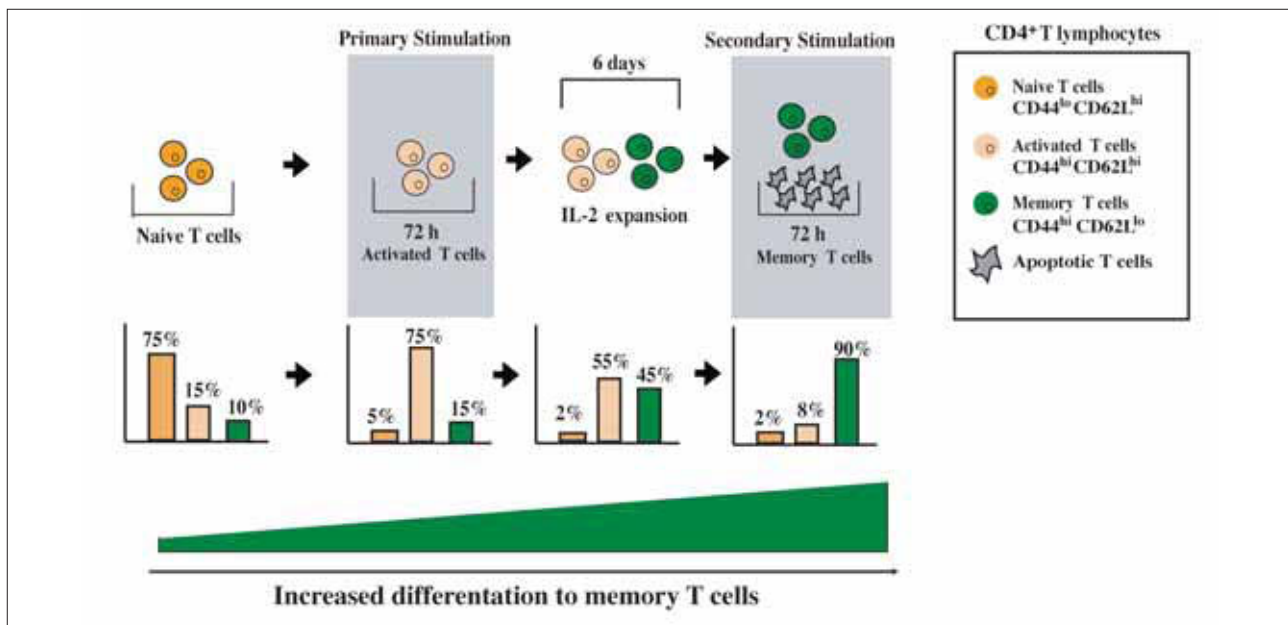 Primary Stimulation
Secondary Stimulation
CD4+ T lymphocytes
6 days
Naive T cells
CD44lo CD62Lhi
Activated T cells
CD44hi CD62Lhi
Memory T cells
CD44hi CD62Llo
Apoptotic T cells
Naive T cells
72 h
Activated T cells
IL-2 expansion
72 h
Memory T cells
75%
15%
10%
5%
75%
15%
2%
55%
45%
2%
8%
90%
Increased differentation to memory T cells